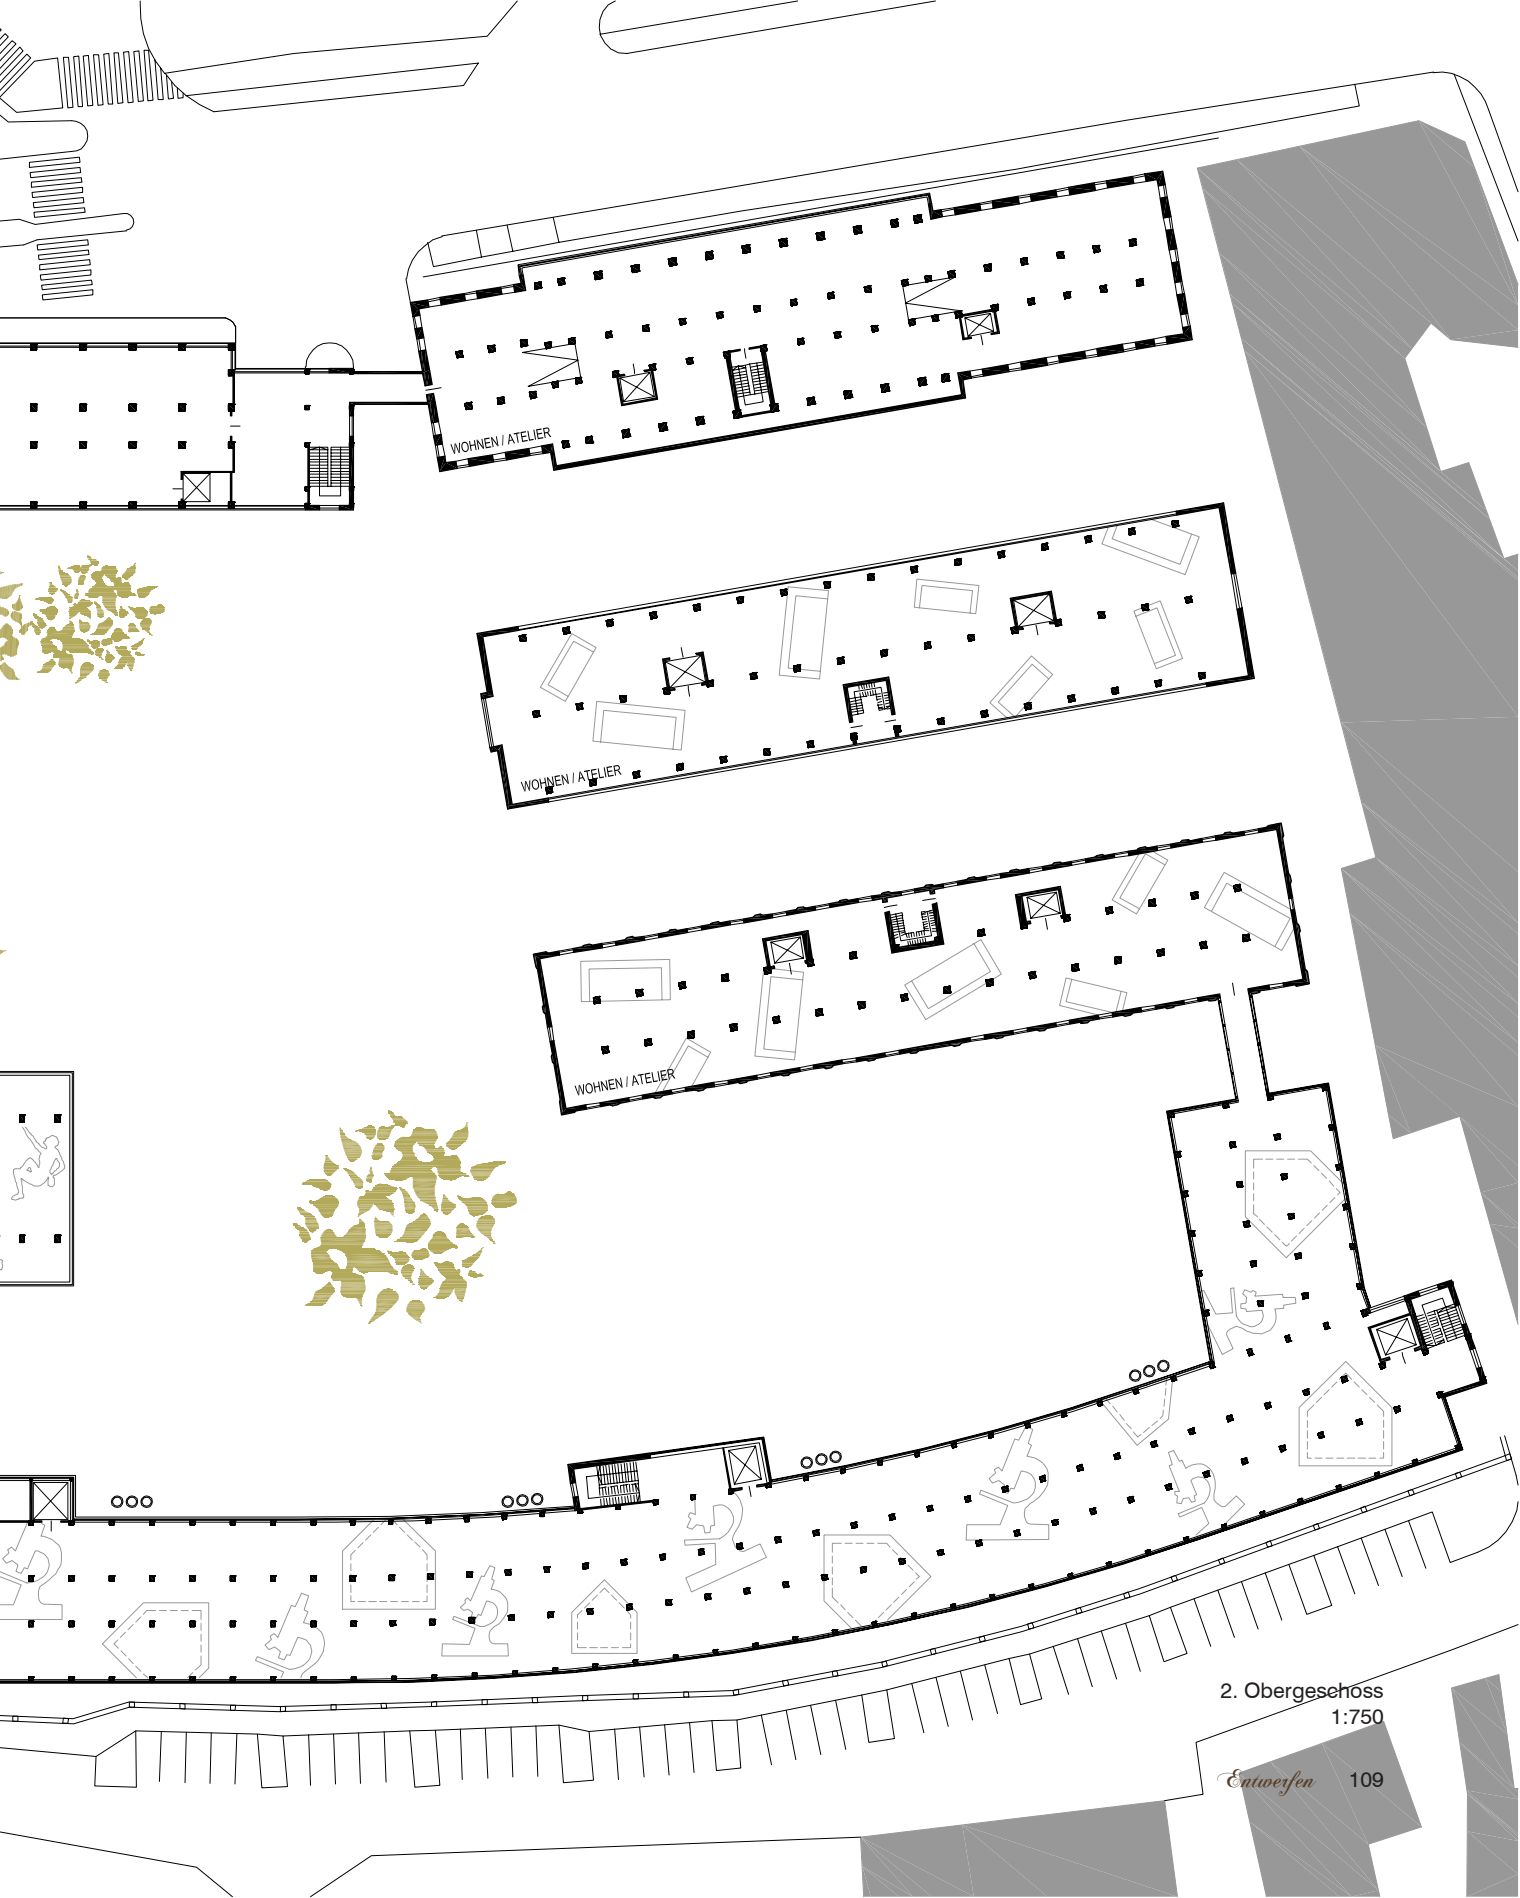 WOHNEN / ATELIER
WOHNEN / ATELIER
WOHNEN / ATELIER
2. Obergeschoss
1:750
Entwerfen 109